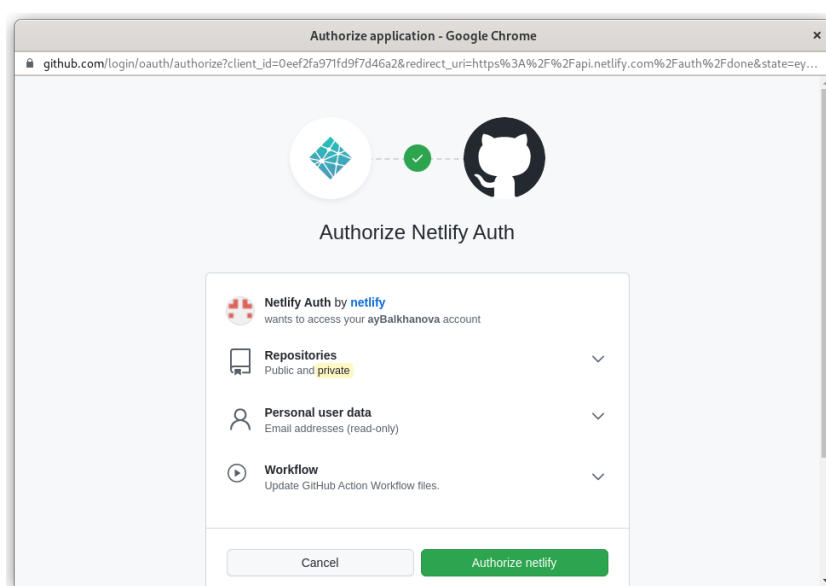 Authorize application - Google Chrome
×
github.com/login/oauth/authorize?client_id=0eef2fa971fd9f7d46a2&redirect_uri=https%3A%2F%2Fapi.netlify.com%2Fauth%2Fdone&state=ey...
Authorize Netlify Auth
Netlify Auth by netlify
wants to access your ayBalkhanova account
Repositories
Public and private
Personal user data
Email addresses (read-only)
Workflow
Update GitHub Action Workflow files.
Cancel
Authorize netlify